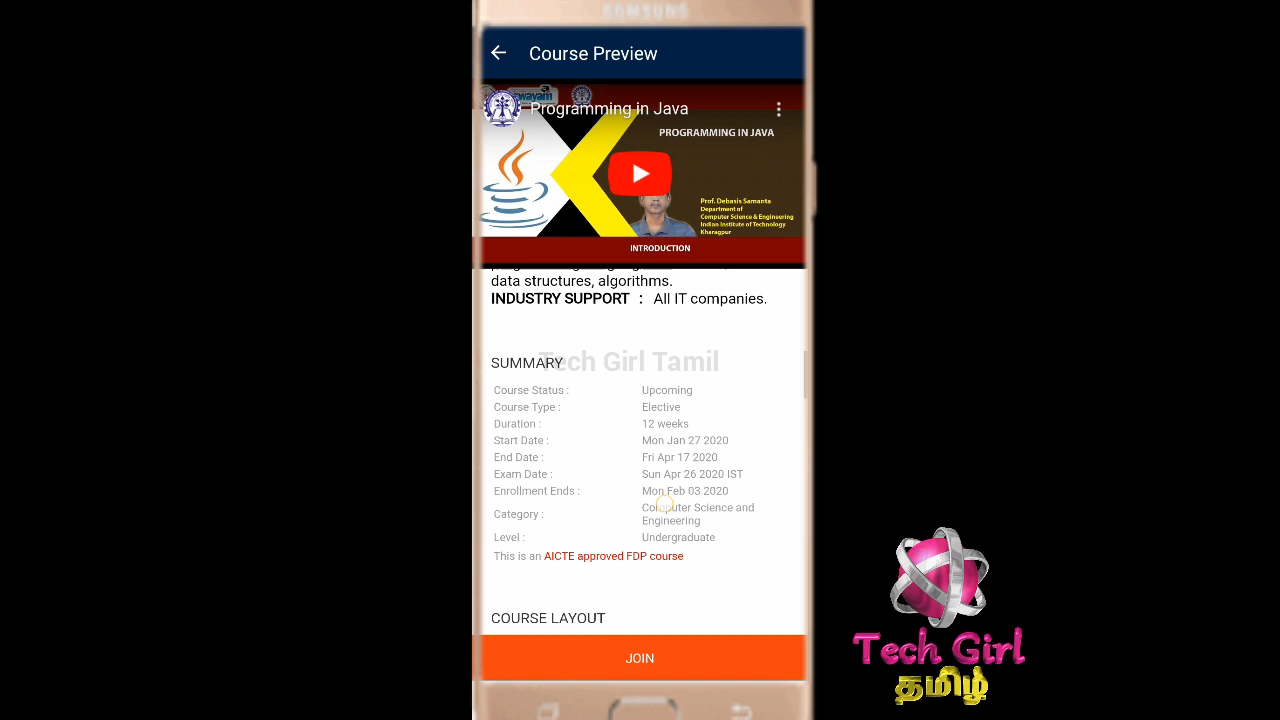 SAMSUNG
Course Preview
swayam
Programming in Java
PROGRAMMING IN JAVA
Prof. Debasis Samanta
Department of
Computer Science & Engineering
Indian Institute of Technology
Kharagpur
INTRODUCTION
data structures, algorithms.
INDUSTRY SUPPORT : All IT companies.
Tech Girl Tamil
SUMMARY
Course Status : Upcoming
Course Type : Elective
Duration : 12 weeks
Start Date : Mon Jan 27 2020
End Date : Fri Apr 17 2020
Exam Date : Sun Apr 26 2020 IST
Enrollment Ends : Mon Feb 03 2020
Category : Computer Science and
Engineering
Level : Undergraduate
This is an AICTE approved FDP course
COURSE LAYOUT
JOIN
Tech Girl
தமிழ்